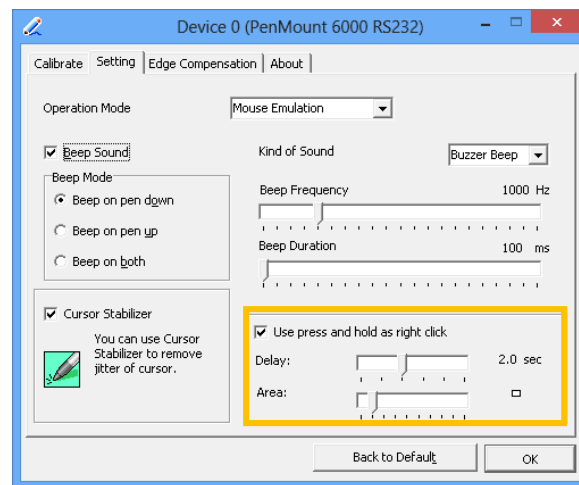 Device 0 (PenMount 6000 RS232)
Calibrate Setting Edge Compensation About
Operation Mode Mouse Emulation
Beep Sound Kind of Sound Buzzer Beep
Beep Mode
Beep on pen down
Beep on pen up
Beep on both
Beep Frequency 1000 Hz
Beep Duration 100 ms
Cursor Stabilizer
You can use Cursor
Stabilizer to remove
jitter of cursor.
Use press and hold as right click
Delay: 2.0 sec
Area:
Back to Default OK